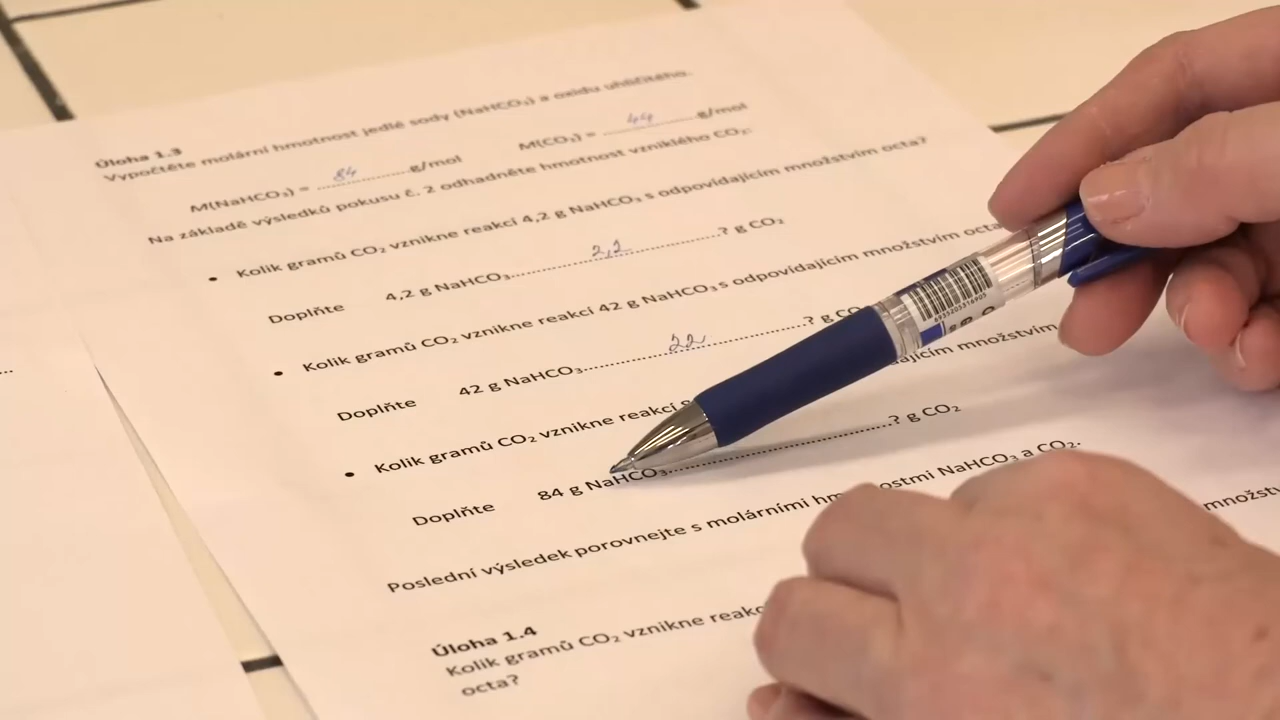 Úloha 1.3
Vypočtěte molární hmotnost jedlé sody (NaHCO₃) a oxidu uhličitého.
M(NaHCO₃) = ....84....g/mol M(CO₂) = ....44....g/mol
Na základě výsledků pokusu č. 2 odhadněte hmotnost vzniklého CO₂:
• Kolik gramů CO₂ vznikne reakcí 4,2 g NaHCO₃ s odpovídajícím množstvím octa?
Doplňte 4,2 g NaHCO₃........2,2........? g CO₂
• Kolik gramů CO₂ vznikne reakcí 42 g NaHCO₃ s odpovídajícím množstvím octa
Doplňte 42 g NaHCO₃........22........? g CO
• Kolik gramů CO₂ vznikne reakcí množstvím
Doplňte 84 g NaHCO₃................? g CO₂
Poslední výsledek porovnejte s molárními NaHCO₃ a CO₂.
Úloha 1.4
Kolik gramů CO₂ vznikne
octa?
6935205316905